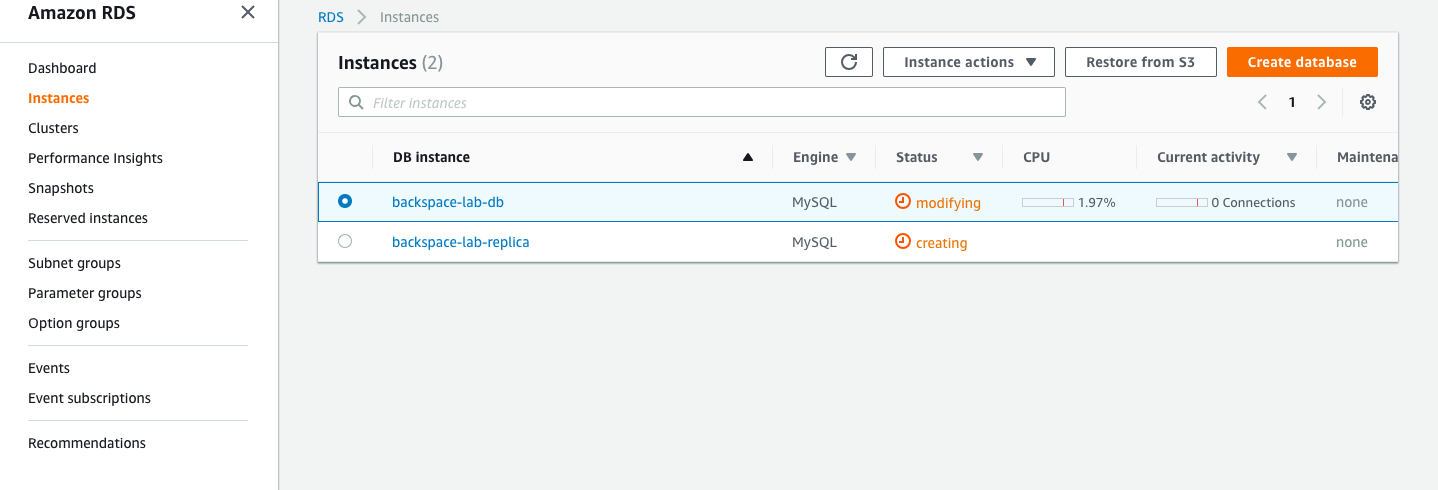 Amazon RDS
Dashboard
Instances
Clusters
Performance Insights
Snapshots
Reserved instances
Subnet groups
Parameter groups
Option groups
Events
Event subscriptions
Recommendations
RDS Instances
Instances (2) Instance actions Restore from S3 Create database
Filter instances 1
DB instance Engine Status CPU Current activity Maintena
backspace-lab-db MySQL modifying 1.97% 0 Connections none
backspace-lab-replica MySQL creating none